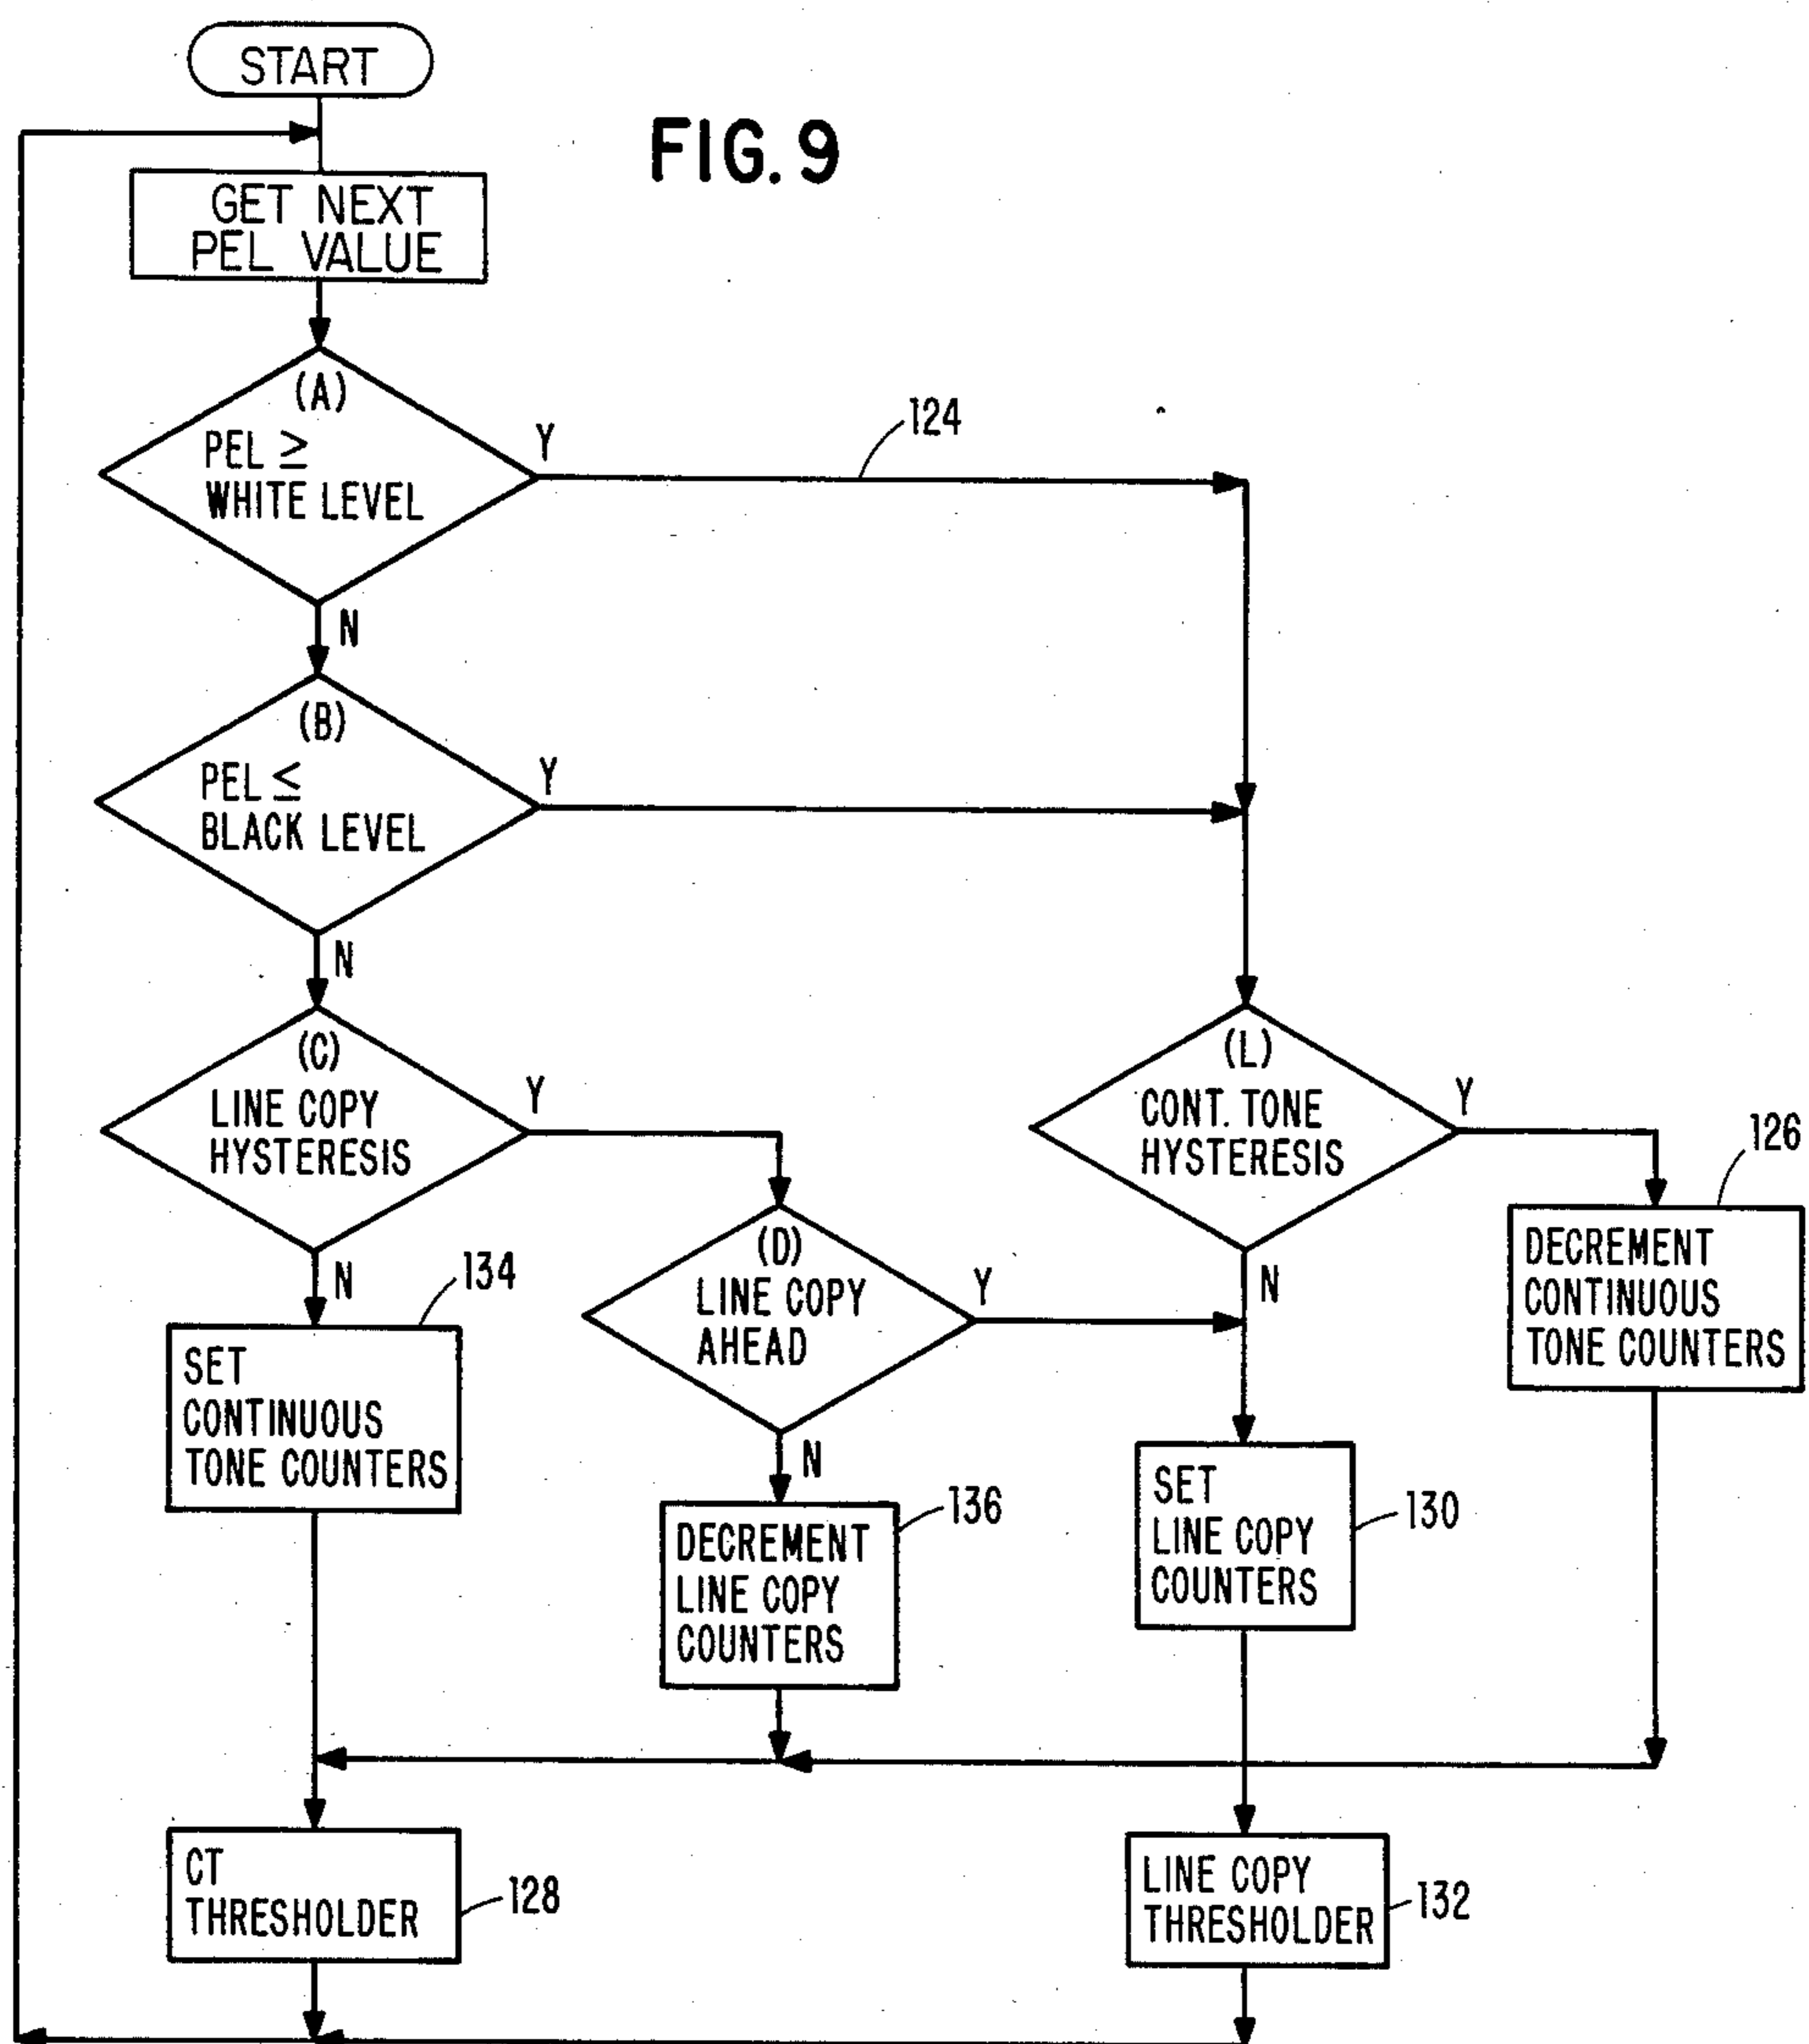 START
FIG. 9
GET NEXT
PEL VALUE
(A)
PEL ≥
WHITE LEVEL
Y
124
N
(B)
PEL ≤
BLACK LEVEL
Y
N
(C)
LINE COPY
HYSTERESIS
Y
(L)
CONT. TONE
HYSTERESIS
Y
126
N
134
(D)
LINE COPY
AHEAD
Y
N
DECREMENT
CONTINUOUS
TONE COUNTERS
SET
CONTINUOUS
TONE COUNTERS
N
136
DECREMENT
LINE COPY
COUNTERS
SET
LINE COPY
COUNTERS
130
CT
THRESHOLDER
128
LINE COPY
THRESHOLDER
132